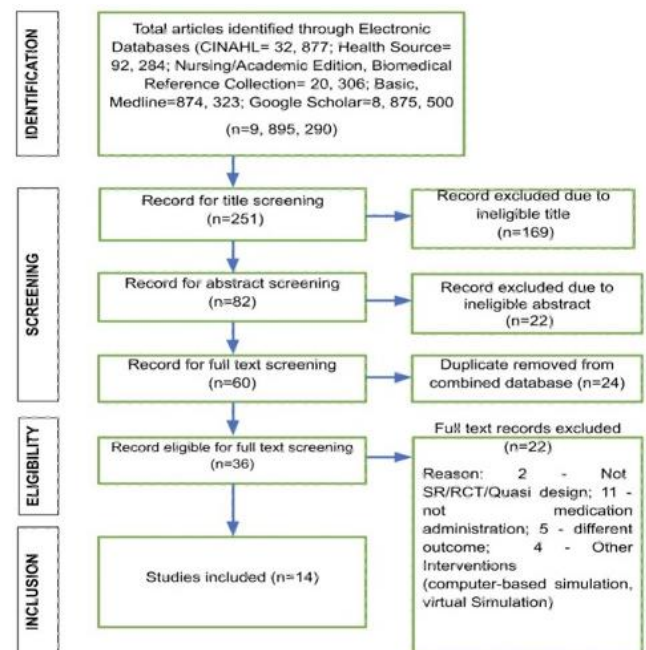 IDENTIFICATION
Total articles identified through Electronic
Databases (CINAHL= 32, 877; Health Source=
92, 284; Nursing/Academic Edition, Biomedical
Reference Collection= 20, 306; Basic,
Medline=874, 323; Google Scholar=8, 875, 500
(n=9, 895, 290)
SCREENING
Record for title screening
(n=251)
Record excluded due to
ineligible title
(n=169)
Record for abstract screening
(n=82)
Record excluded due to
ineligible abstract
(n=22)
Record for full text screening
(n=60)
Duplicate removed from
combined database (n=24)
ELIGIBILITY
Record eligible for full text screening
(n=36)
Full text records excluded
(n=22)
Reason: 2 - Not
SR/RCT/Quasi design; 11 -
not medication
administration; 5 - different
outcome; 4 - Other
Interventions
(computer-based simulation,
virtual Simulation)
INCLUSION
Studies included (n=14)